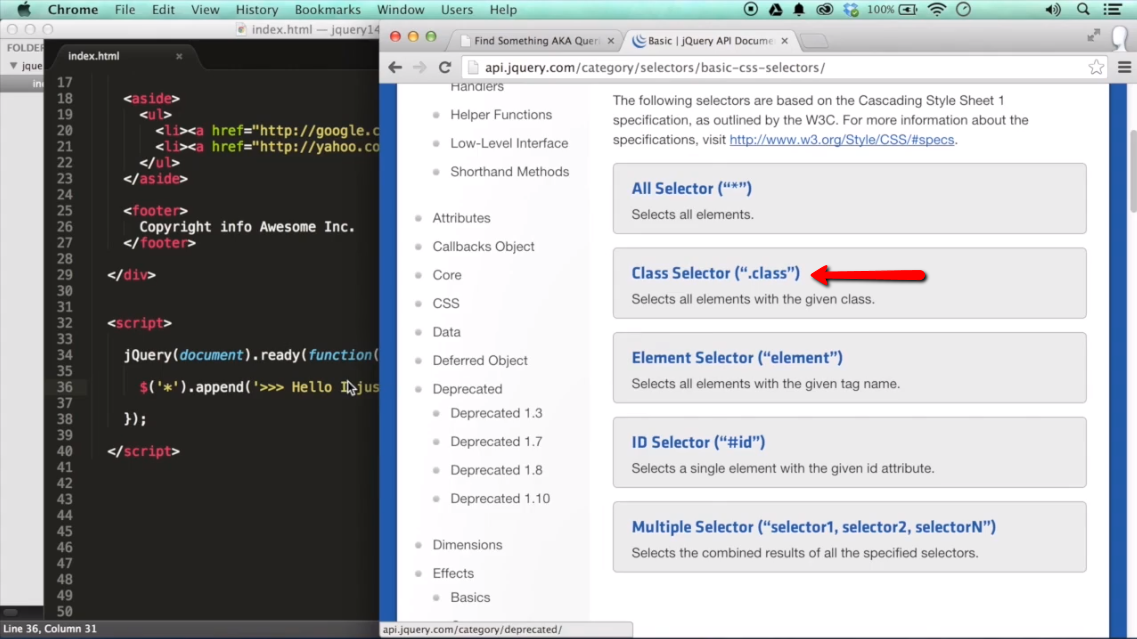 Chrome File Edit View History Bookmarks Window Users Help 100%
index.html — jquery14
FOLDER
jque
in
index.html
17
18 <aside>
19 <ul>
20 <li><a href="http://google.c
21 <li><a href="http://yahoo.co
22 </ul>
23 </aside>
24
25 <footer>
26 Copyright info Awesome Inc.
27 </footer>
28
29 </div>
30
31
32 <script>
33
34 jQuery(document).ready(function(
35
36 $('*').append('>>> Hello I jus
37
38 });
39
40 </script>
41
42
43
44
45
46
47
48
49
50
Line 36, Column 31
Find Something AKA Queri
Basic | jQuery API Docume
api.jquery.com/category/selectors/basic-css-selectors/
Handlers
Helper Functions
Low-Level Interface
Shorthand Methods
Attributes
Callbacks Object
Core
CSS
Data
Deferred Object
Deprecated
Deprecated 1.3
Deprecated 1.7
Deprecated 1.8
Deprecated 1.10
Dimensions
Effects
Basics
The following selectors are based on the Cascading Style Sheet 1
specification, as outlined by the W3C. For more information about the
specifications, visit http://www.w3.org/Style/CSS/#specs.
All Selector (“*”)
Selects all elements.
Class Selector (“.class”)
Selects all elements with the given class.
Element Selector (“element”)
Selects all elements with the given tag name.
ID Selector (“#id”)
Selects a single element with the given id attribute.
Multiple Selector (“selector1, selector2, selectorN”)
Selects the combined results of all the specified selectors.
api.jquery.com/category/deprecated/